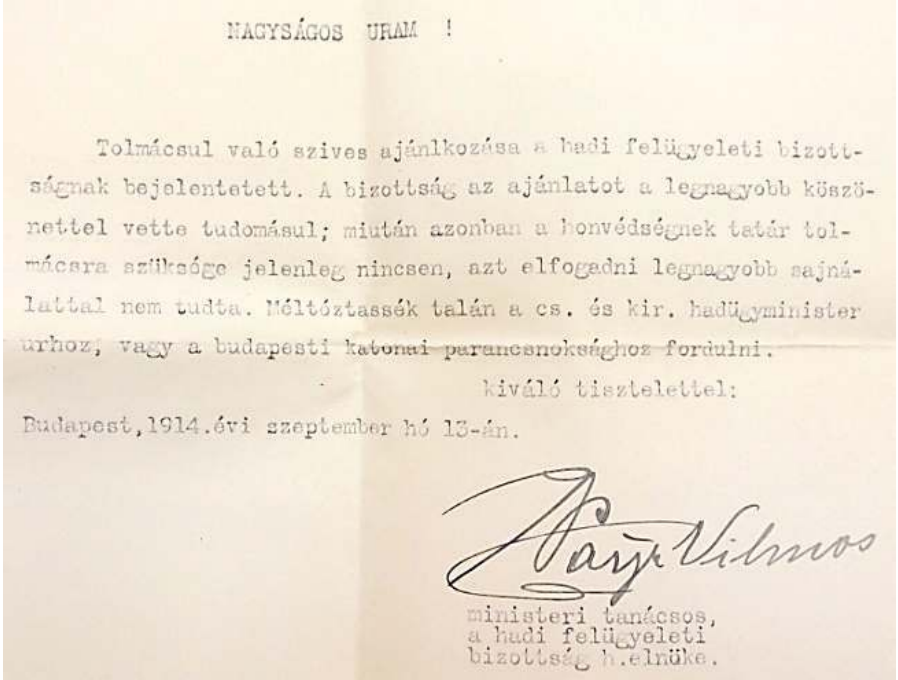 NAGYSÁGOS URAM !
Tolmácsul való szives ajánlkozása a hadi felügyeleti bizott-
ságnak bejelentetett. A bizottság az ajánlatot a legnagyobb köszö-
nettel vette tudomásul; miután azonban a honvédségnek tatár tol-
mácsra szüksége jelenleg nincsen, azt elfogadni legnagyobb sajná-
lattal nem tudta. Méltóztassék talán a cs. és kir. hadügyminister
urhoz, vagy a budapesti katonai parancsnoksághoz fordulni.
kiváló tisztelettel:
Budapest,1914.évi szeptember hó 13-án.
Vilmos
ministeri tanácsos,
a hadi felügyeleti
bizottság h.elnüke.